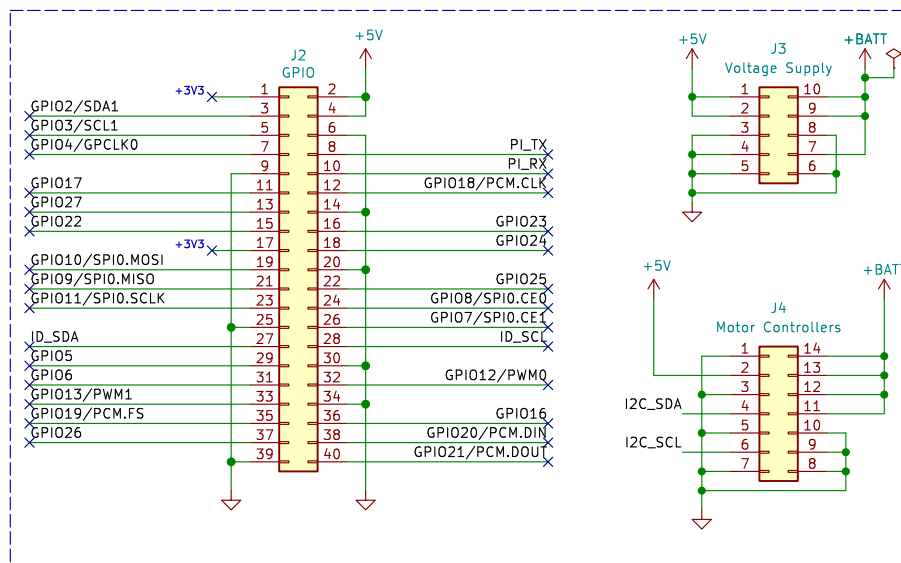 J2
GPIO
+5V
+3V3
1 2
GPIO2/SDA1
3 4
GPIO3/SCL1
5 6
GPIO4/GPCLK0
7 8
PI_TX
9 10
PI_RX
GPIO17
11 12
GPIO18/PCM.CLK
GPIO27
13 14
GPIO22
15 16
GPIO23
+3V3
17 18
GPIO24
GPIO10/SPI0.MOSI
19 20
GPIO9/SPI0.MISO
21 22
GPIO25
GPIO11/SPI0.SCLK
23 24
GPIO8/SPI0.CE0
25 26
GPIO7/SPI0.CE1
ID_SDA
27 28
ID_SCL
GPIO5
29 30
GPIO6
31 32
GPIO12/PWM0
GPIO13/PWM1
33 34
GPIO19/PCM.FS
35 36
GPIO16
GPIO26
37 38
GPIO20/PCM.DIN
39 40
GPIO21/PCM.DOUT
+5V
J3
Voltage Supply
+BATT
1 10
2 9
3 8
4 7
5 6
+5V
J4
Motor Controllers
+BATT
1 14
2 13
3 12
I2C_SDA
4 11
5 10
I2C_SCL
6 9
7 8